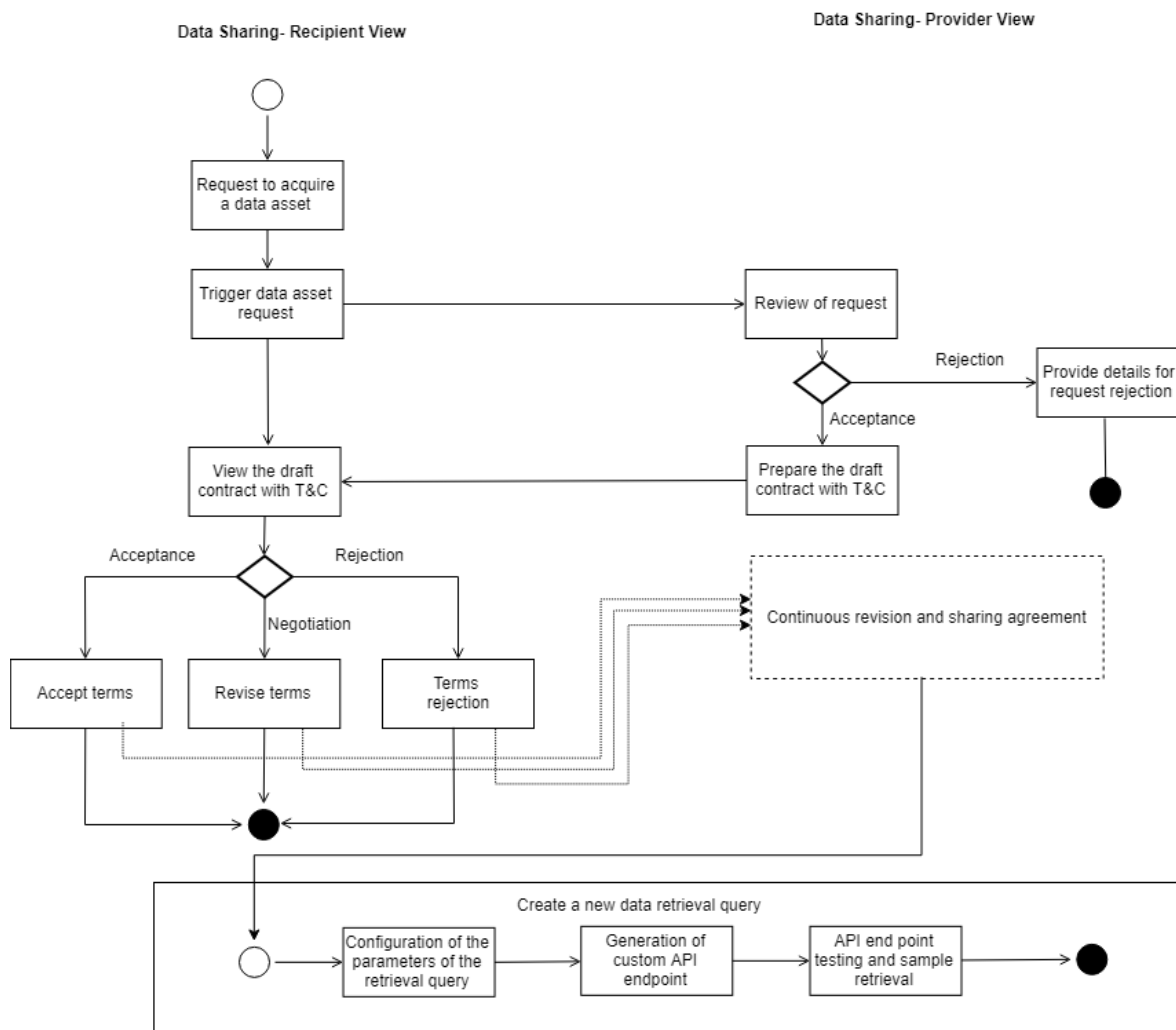 Data Sharing- Recipient View
Data Sharing- Provider View
Request to acquire
a data asset
Trigger data asset
request
Review of request
Rejection
Provide details for
request rejection
Acceptance
View the draft
contract with T&C
Prepare the draft
contract with T&C
Acceptance
Rejection
Negotiation
Continuous revision and sharing agreement
Accept terms
Revise terms
Terms
rejection
Create a new data retrieval query
Configuration of the
parameters of the
retrieval query
Generation of
custom API
endpoint
API end point
testing and sample
retrieval